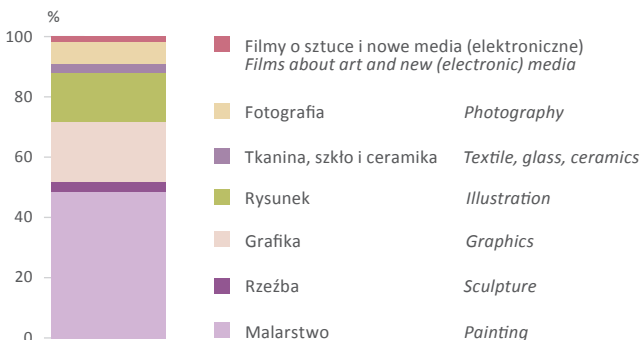 %
100
80
60
40
20
0
Filmy o sztuce i nowe media (elektroniczne)
Films about art and new (electronic) media
Fotografia Photography
Tkanina, szkło i ceramika Textile, glass, ceramics
Rysunek Illustration
Grafika Graphics
Rzeźba Sculpture
Malarstwo Painting